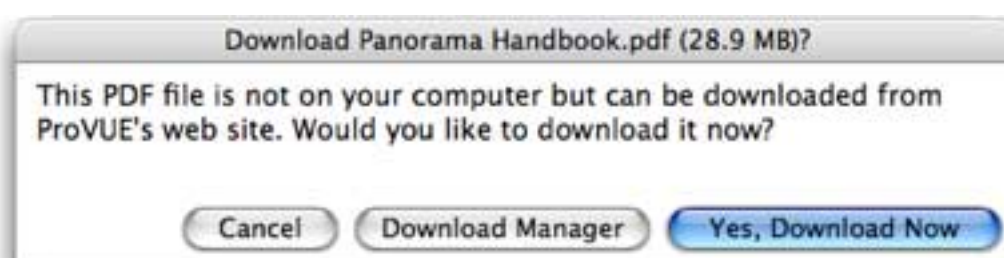 Download Panorama Handbook.pdf (28.9 MB)?
This PDF file is not on your computer but can be downloaded from
ProVUE's web site. Would you like to download it now?
Cancel
Download Manager
Yes, Download Now